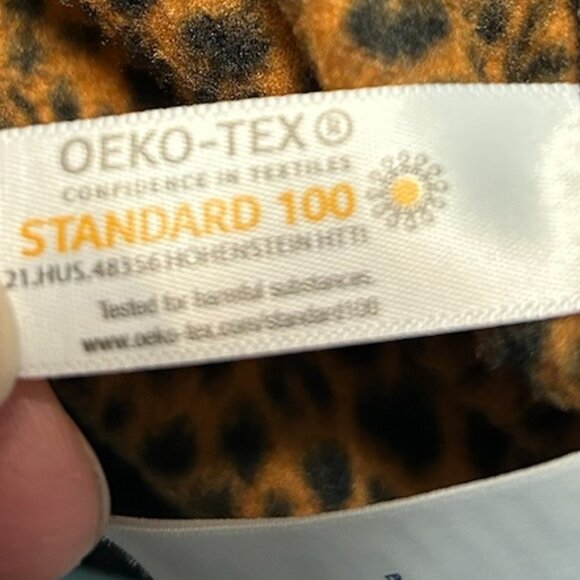 OEKO-TEX®
CONFIDENCE IN TEXTILES
STANDARD 100
21.HUS.48356 HOHENSTEIN HTTI
Tested for harmful substances
www.oeko-tex.com/standard100